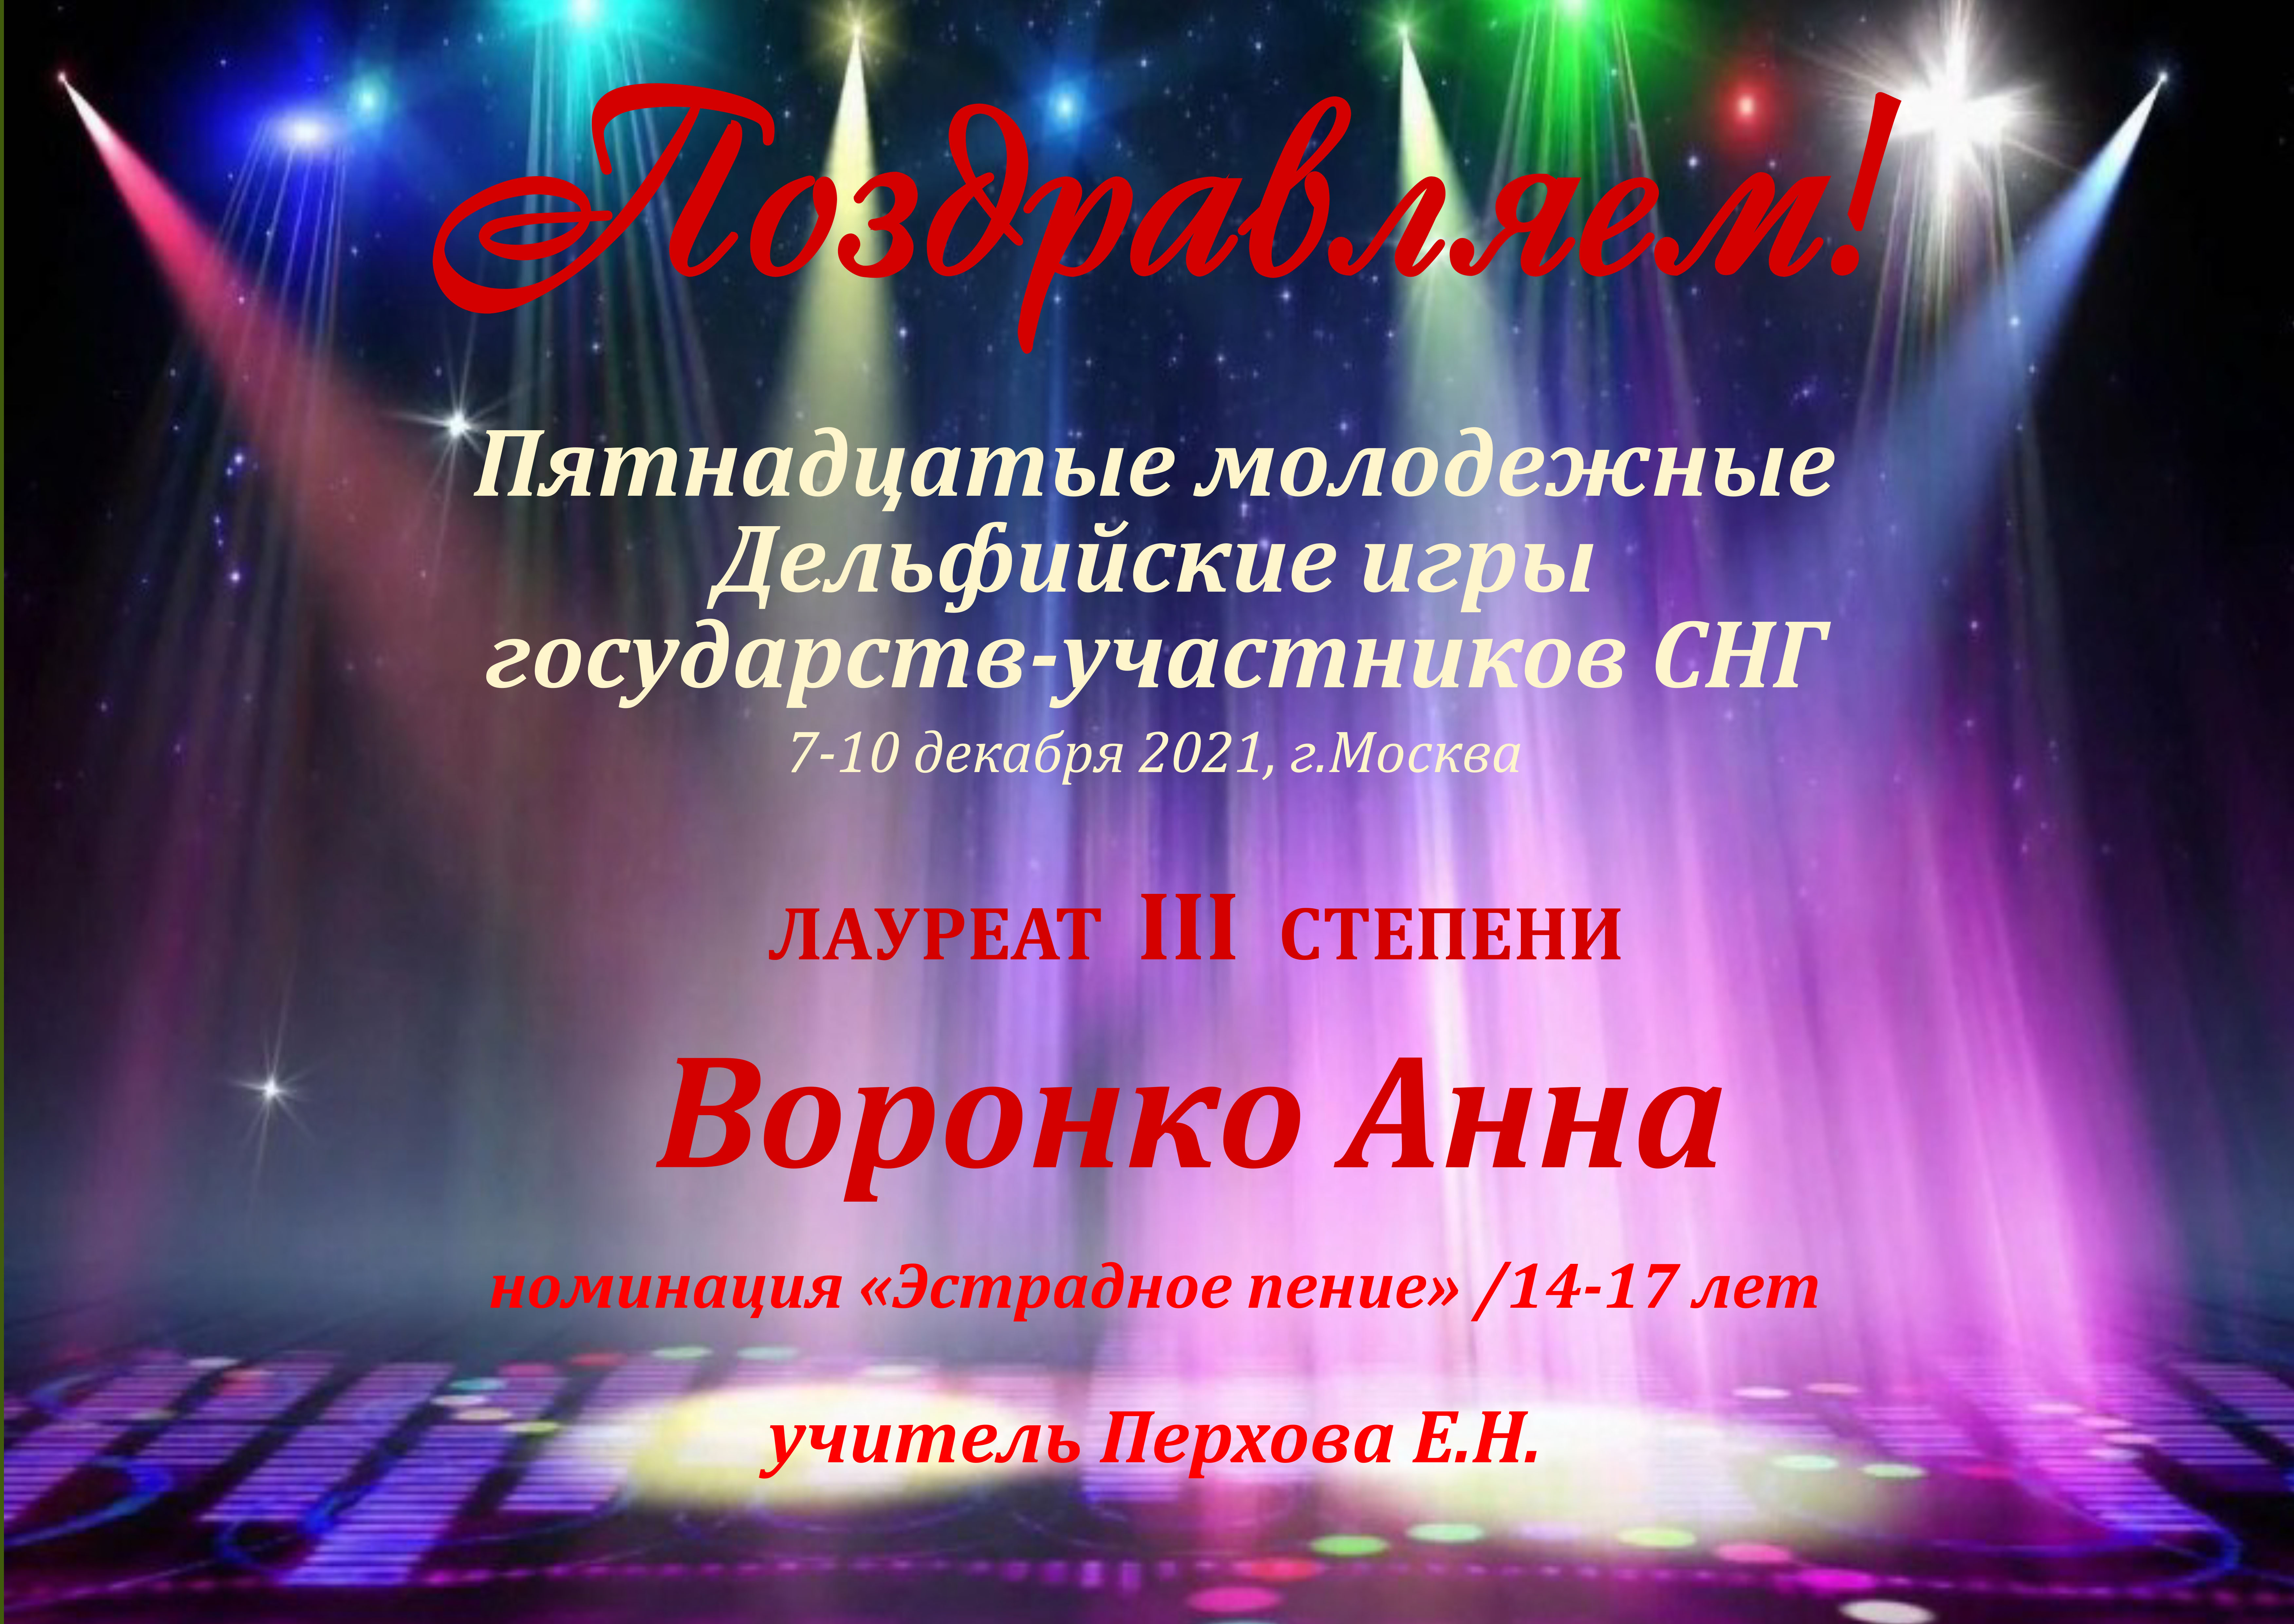 Поздравляем!
Пятнадцатые молодежные
Дельфийские игры
государств-участников СНГ
7-10 декабря 2021, г.Москва
ЛАУРЕАТ III СТЕПЕНИ
Воронко Анна
номинация «Эстрадное пение» /14-17 лет
учитель Перхова Е.Н.